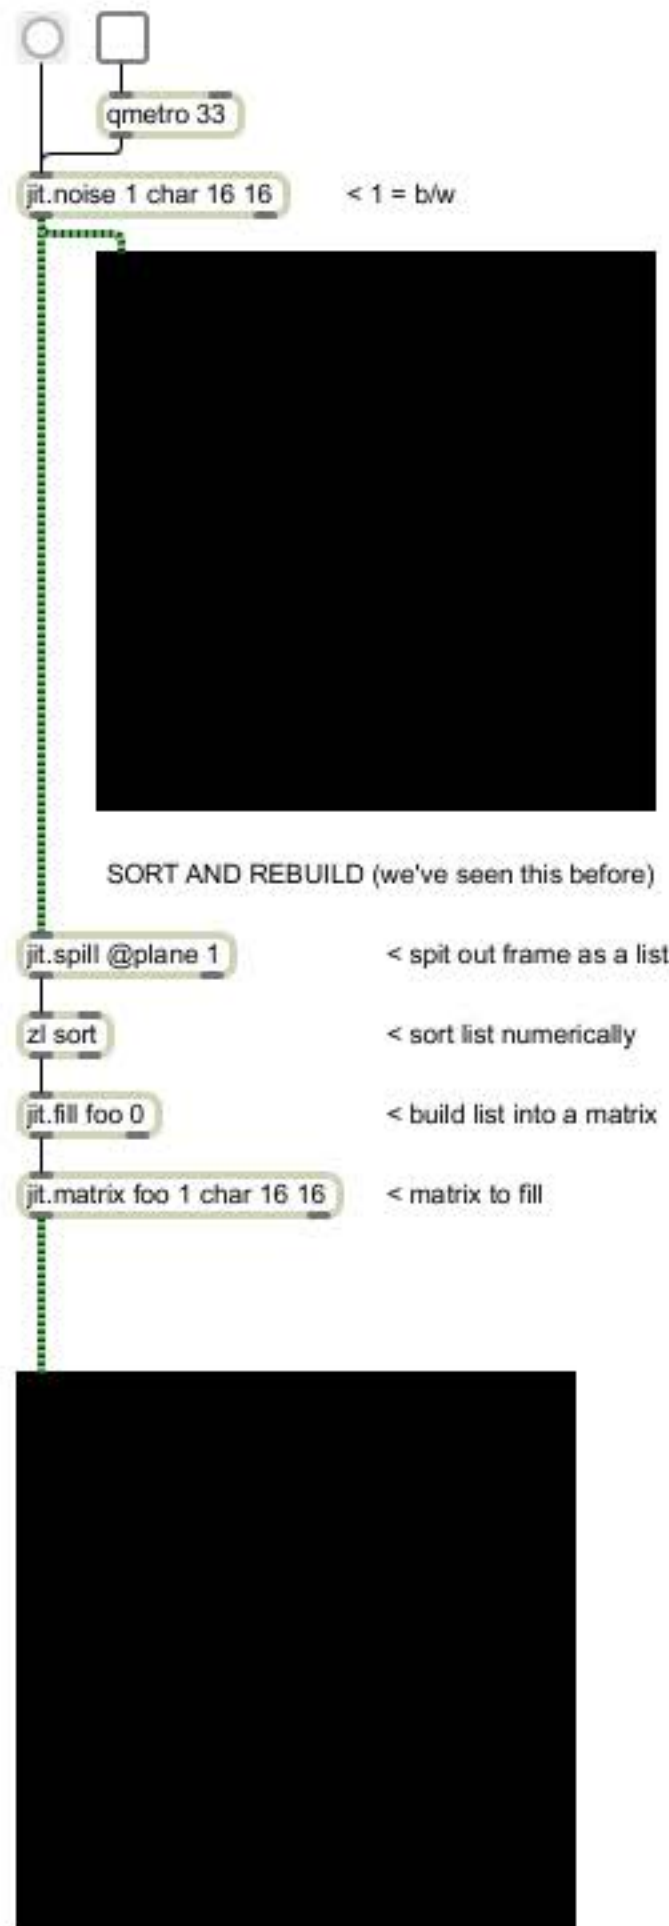 qmetro 33
jit.noise 1 char 16 16
< 1 = b/w
SORT AND REBUILD (we've seen this before)
jit.spill @plane 1
< spit out frame as a list
zl sort
< sort list numerically
jit.fill foo 0
< build list into a matrix
jit.matrix foo 1 char 16 16
< matrix to fill